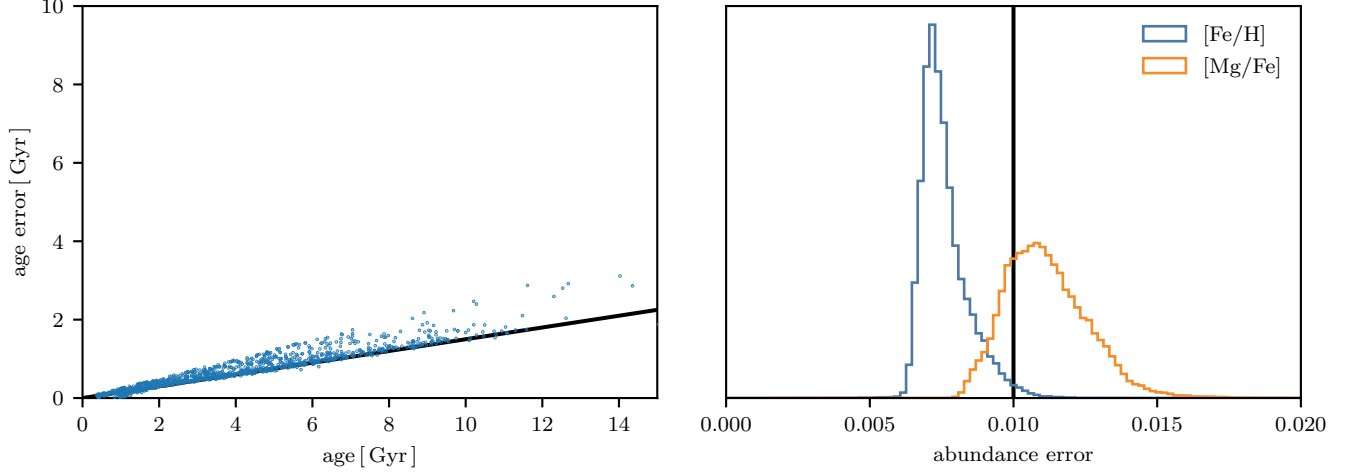 10
8
6
4
2
0
age error [ Gyr ]
0 2 4 6 8 10 12 14
age [ Gyr ]
[Fe/H]
[Mg/Fe]
0.000 0.005 0.010 0.015 0.020
abundance error